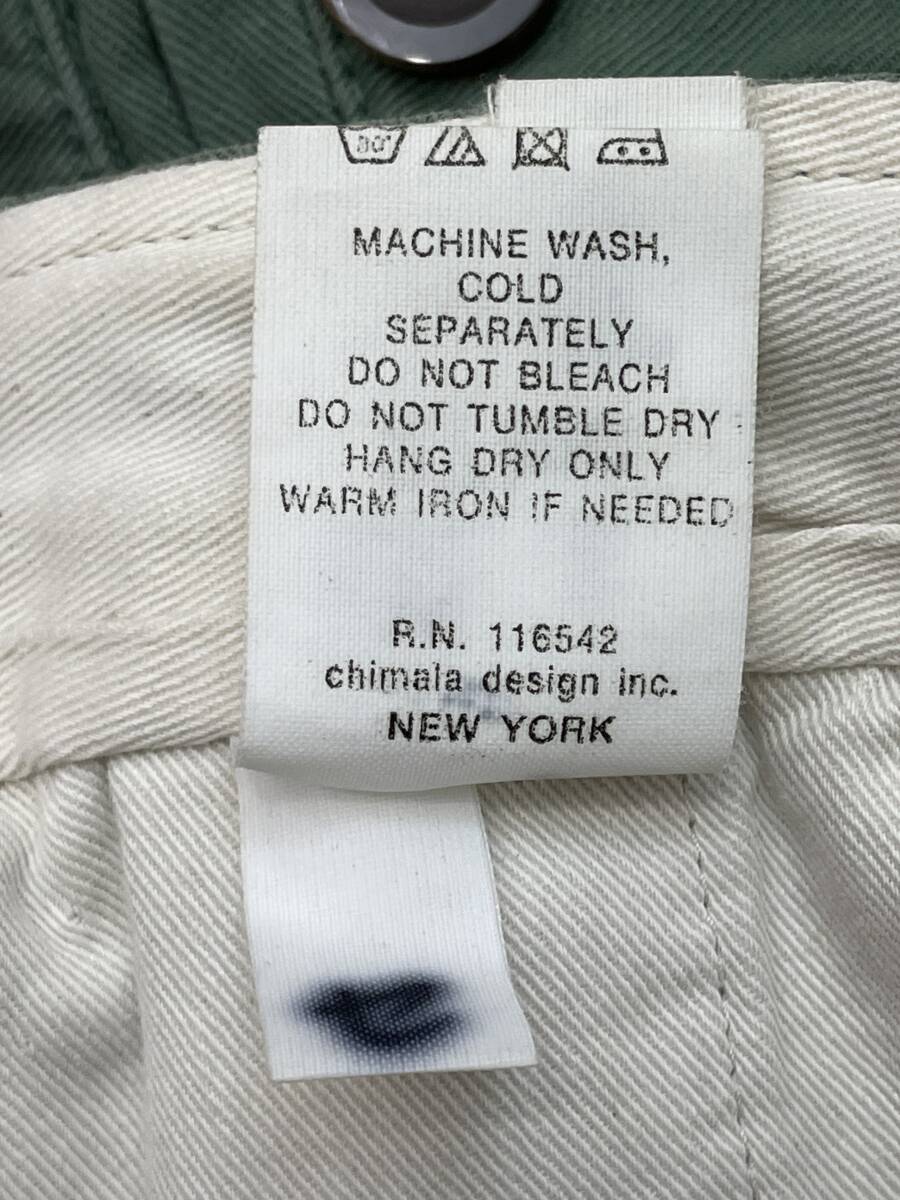 30°
MACHINE WASH,
COLD
SEPARATELY
DO NOT BLEACH
DO NOT TUMBLE DRY
HANG DRY ONLY
WARM IRON IF NEEDED
R.N. 116542
chimala design inc.
NEW YORK